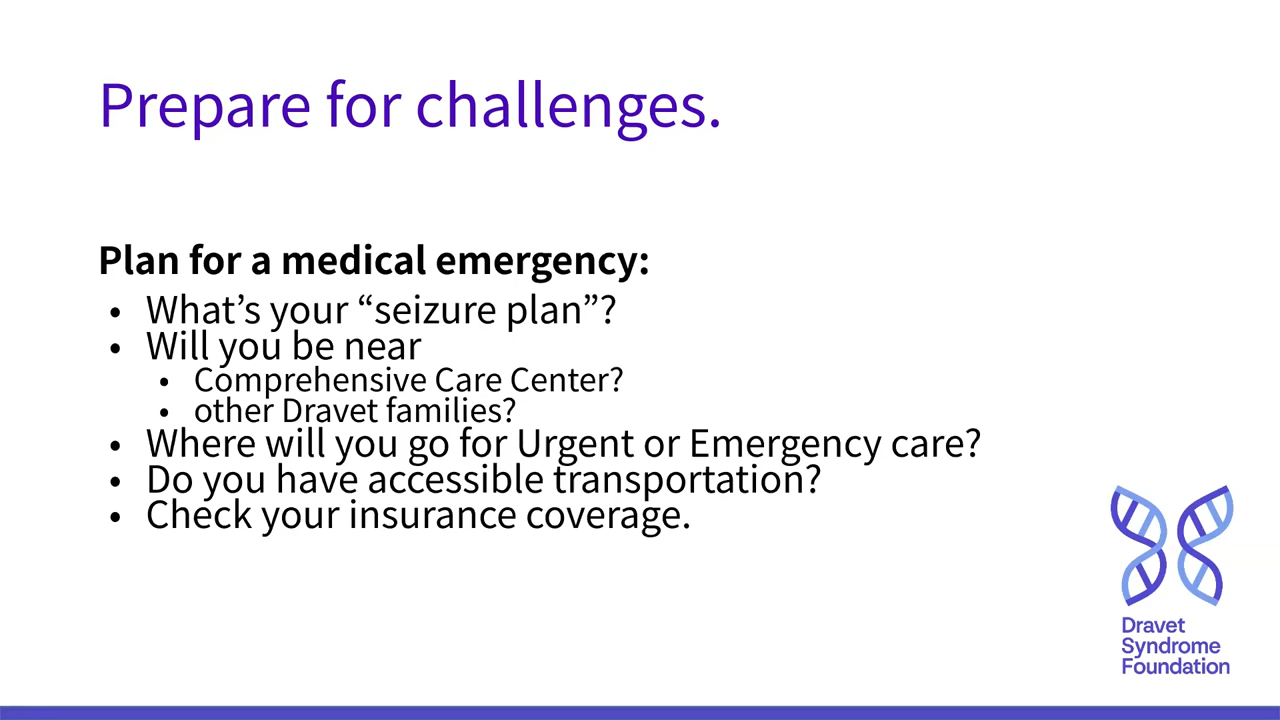 Prepare for challenges.
Plan for a medical emergency:
• What’s your “seizure plan”?
• Will you be near
• Comprehensive Care Center?
• other Dravet families?
• Where will you go for Urgent or Emergency care?
• Do you have accessible transportation?
• Check your insurance coverage.
Dravet
Syndrome
Foundation